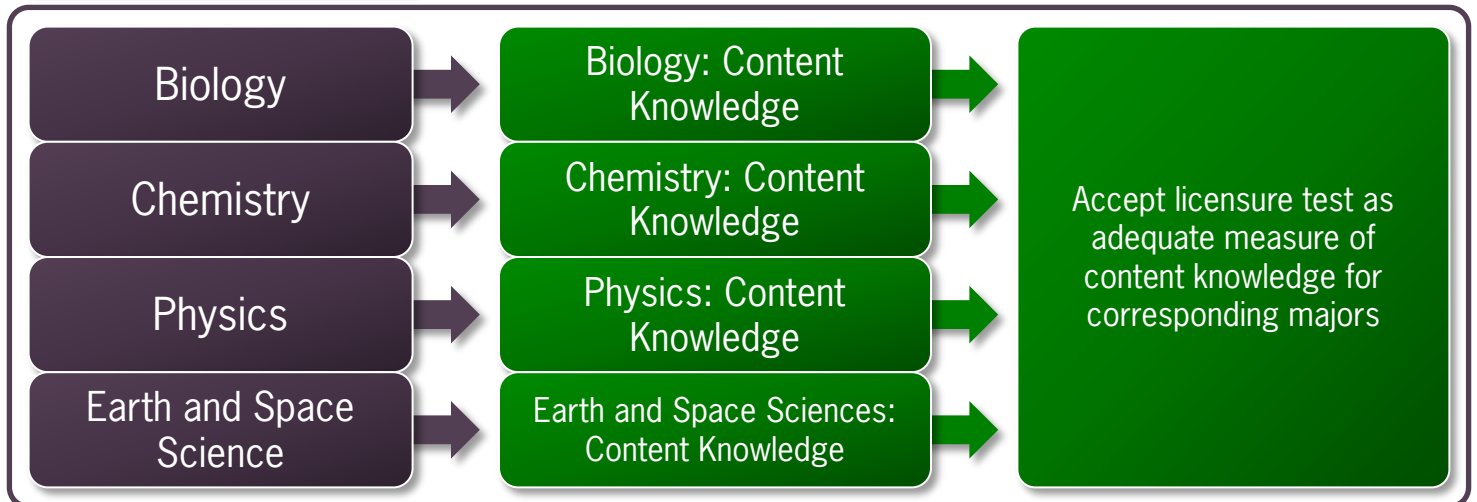 Biology
Biology: Content
Knowledge
Chemistry
Chemistry: Content
Knowledge
Physics
Physics: Content
Knowledge
Earth and Space
Science
Earth and Space Sciences:
Content Knowledge
Accept licensure test as
adequate measure of
content knowledge for
corresponding majors